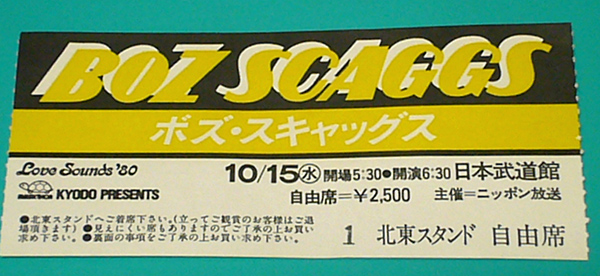 BOZ SCAGGS
ボズ・スキャッグス
Love Sounds '80
10/15㊌ 開場5:30●開演6:30 日本武道館
KYODO PRESENTS
自由席=¥2,500 主催=ニッポン放送
●北東スタンドへご着席下さい。(立ってご観賞のお客様はご退
場頂きます)●見えにくい席もありますのでご了承の上お買い
求め下さい。●裏面の事項をご了承の上お買い求め下さい。
1 北東スタンド 自由席